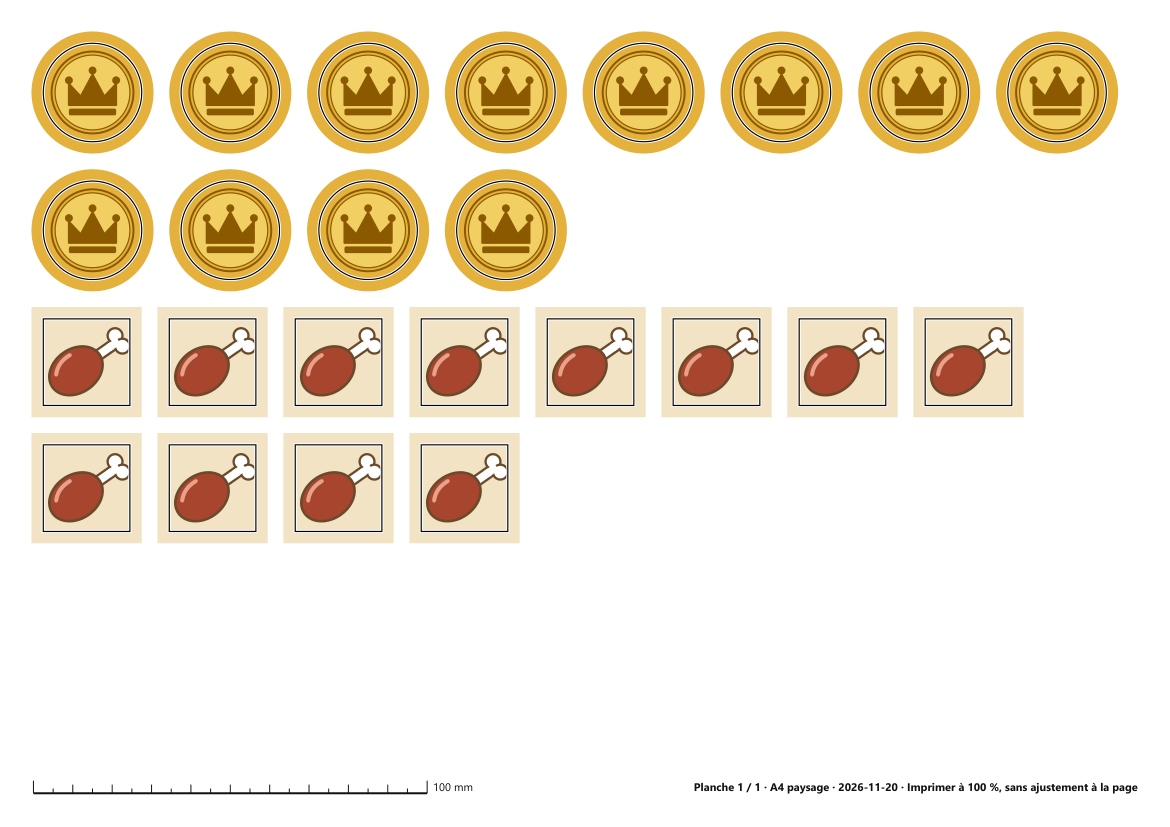 100 mm
Planche 1 / 1 · A4 paysage · 2026-11-20 · Imprimer à 100 %, sans ajustement à la page